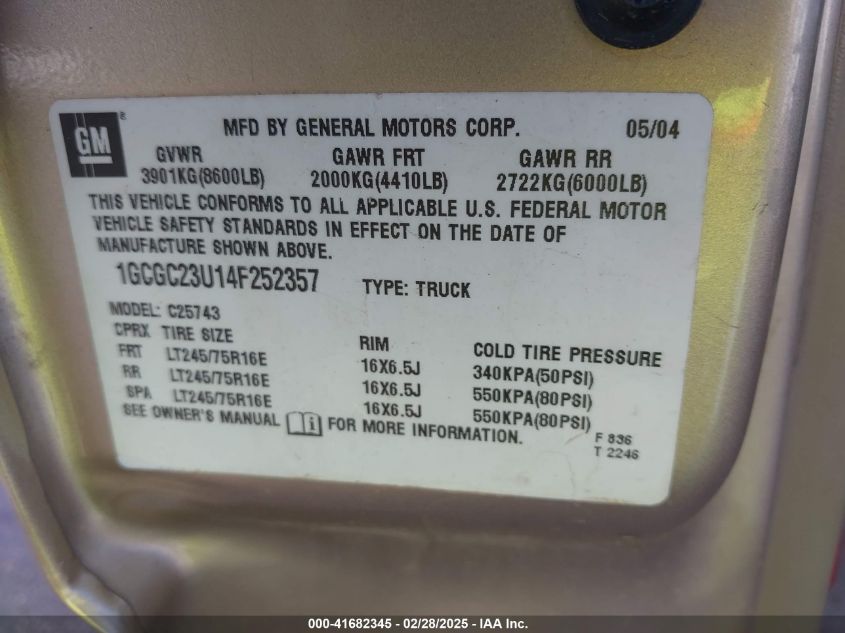 GM ®
MFD BY GENERAL MOTORS CORP. 05/04
GVWR GAWR FRT GAWR RR
3901KG(8600LB) 2000KG(4410LB) 2722KG(6000LB)
THIS VEHICLE CONFORMS TO ALL APPLICABLE U.S. FEDERAL MOTOR
VEHICLE SAFETY STANDARDS IN EFFECT ON THE DATE OF
MANUFACTURE SHOWN ABOVE.
1GCGC23U14F252357 TYPE: TRUCK
MODEL: C25743
CPRX TIRE SIZE RIM COLD TIRE PRESSURE
FRT LT245/75R16E 16X6.5J 340KPA(50PSI)
RR LT245/75R16E 16X6.5J 550KPA(80PSI)
SPA LT245/75R16E 16X6.5J 550KPA(80PSI)
SEE OWNER'S MANUAL i FOR MORE INFORMATION.
F 836
T 2246
000-41682345 - 02/28/2025 - IAA Inc.